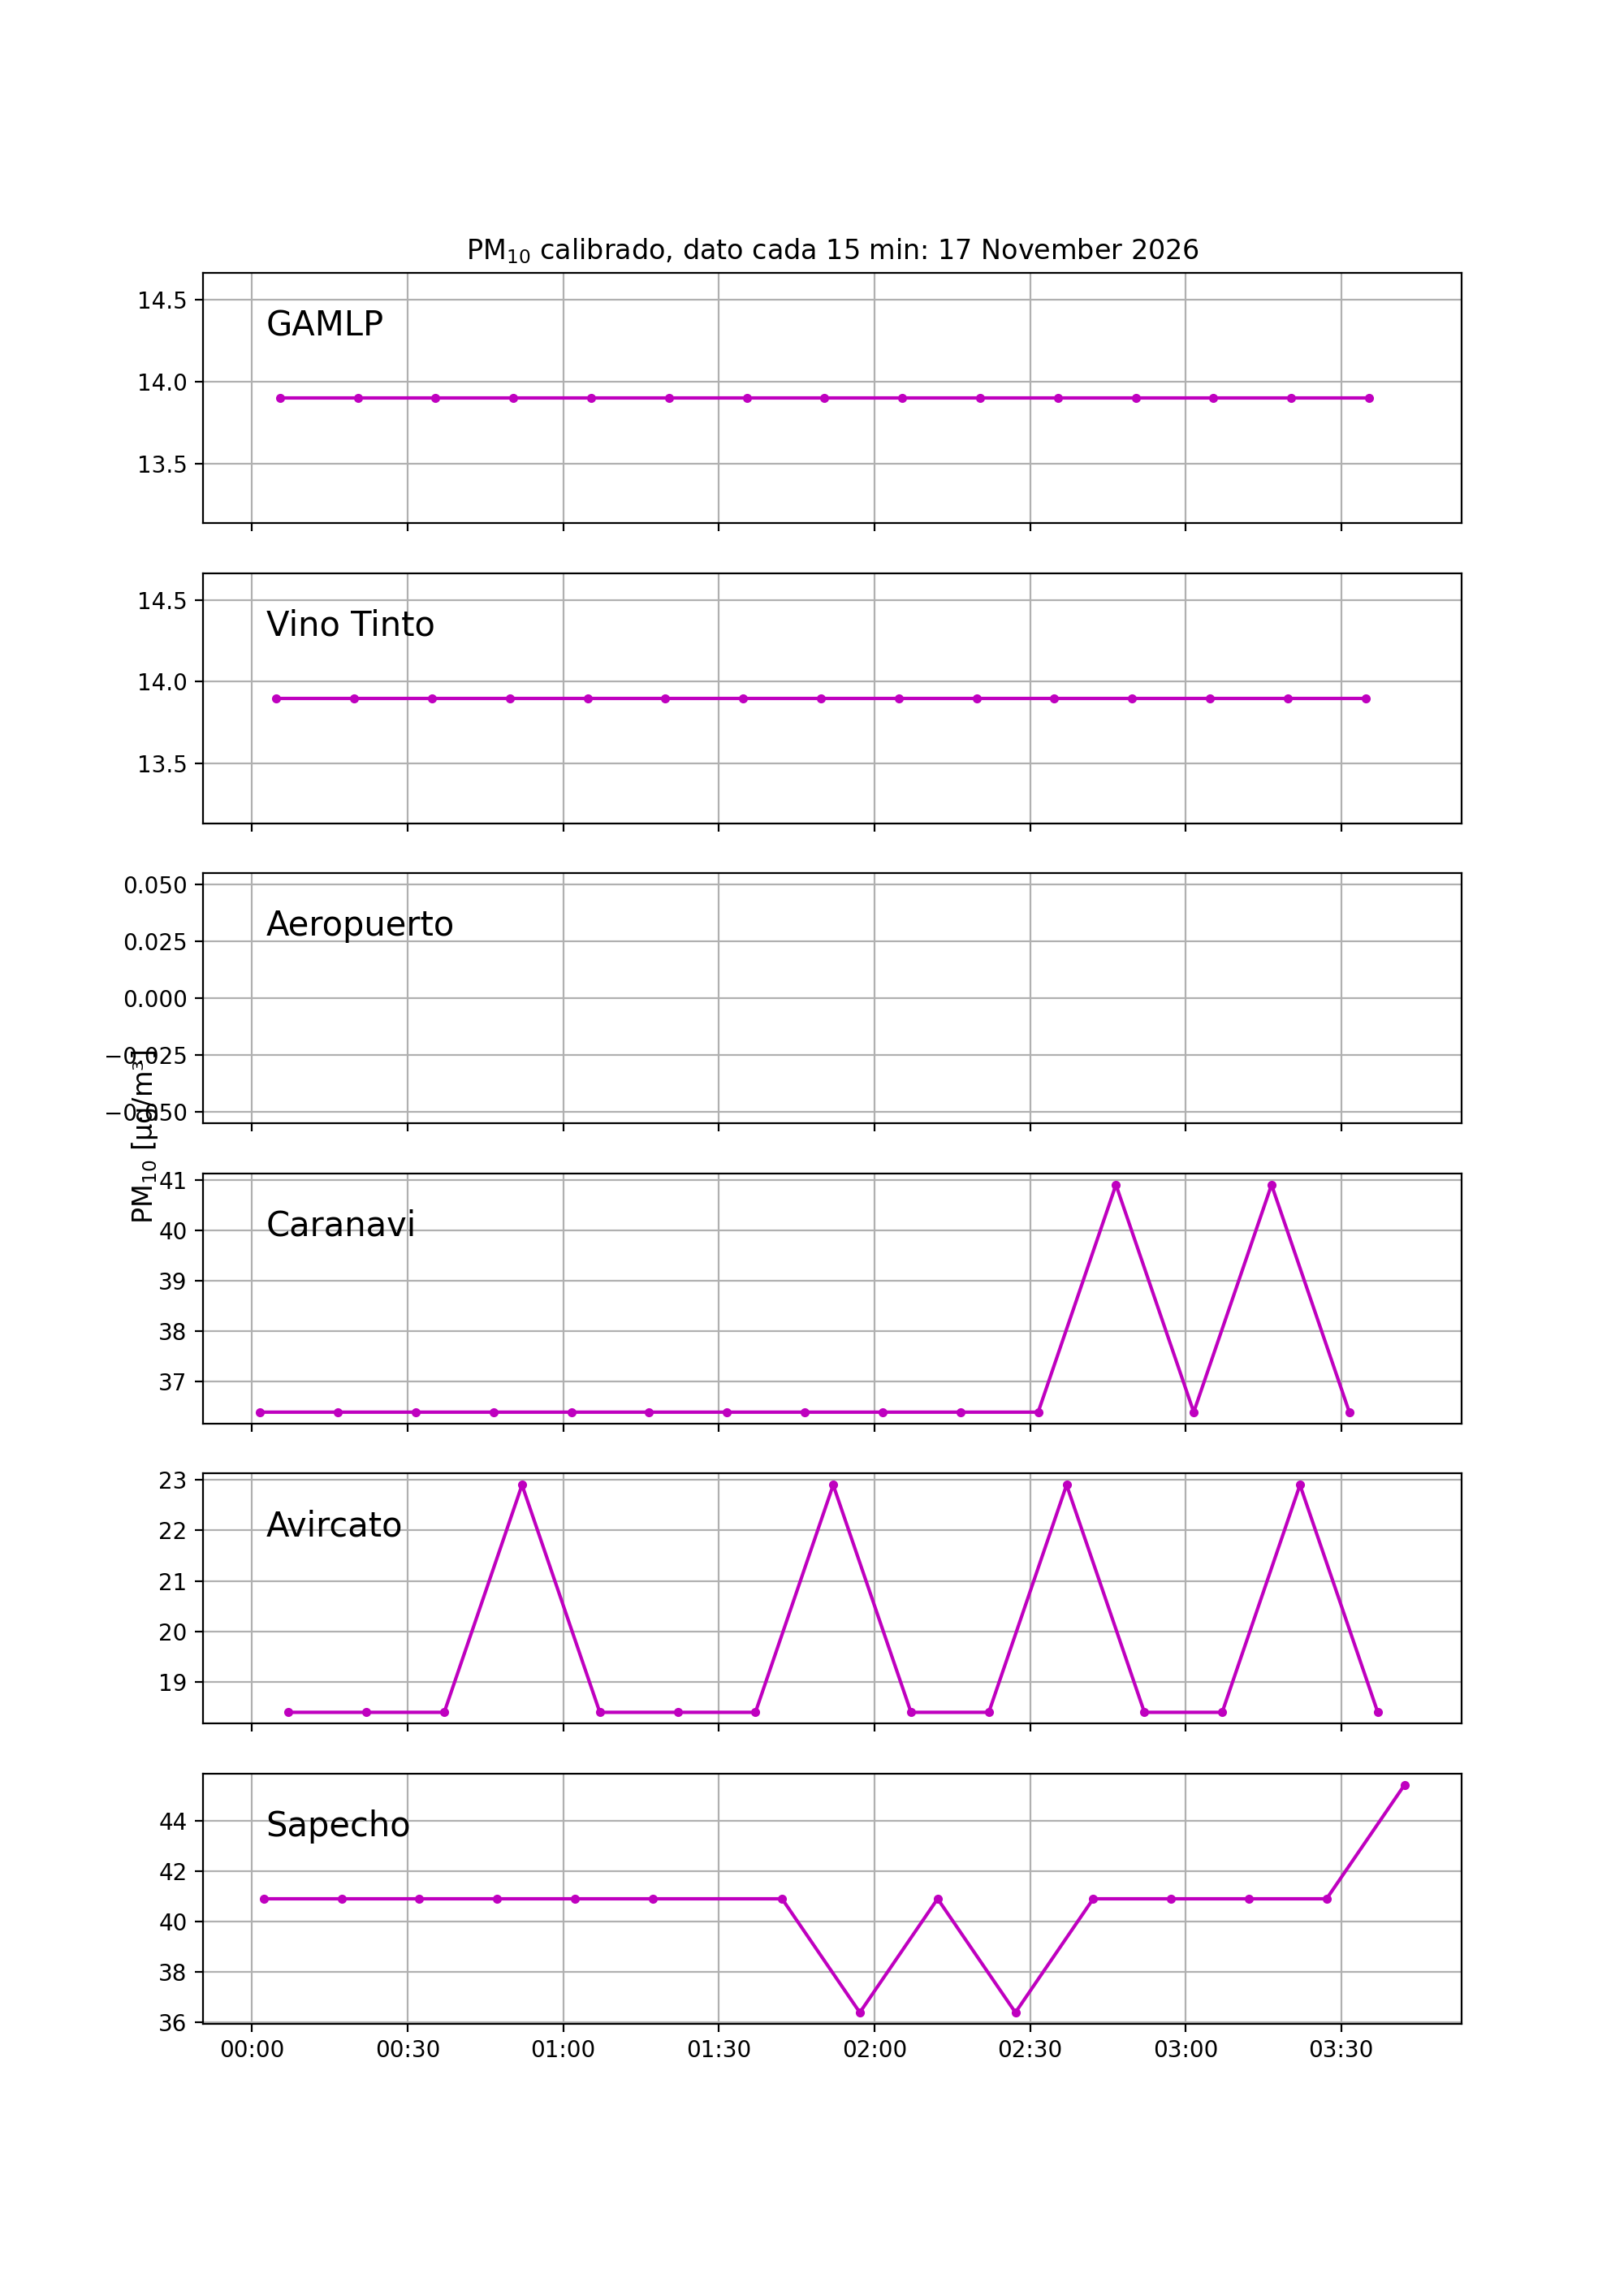 PM₁₀ calibrado, dato cada 15 min: 17 November 2026
14.5
GAMLP
14.0
13.5
14.5
Vino Tinto
14.0
13.5
0.050
Aeropuerto
0.025
0.000
−0.025
−0.050
PM₁₀ [µg/m³]
41
Caranavi
40
39
38
37
23
Avircato
22
21
20
19
44
Sapecho
42
40
38
36
00:00 00:30 01:00 01:30 02:00 02:30 03:00 03:30